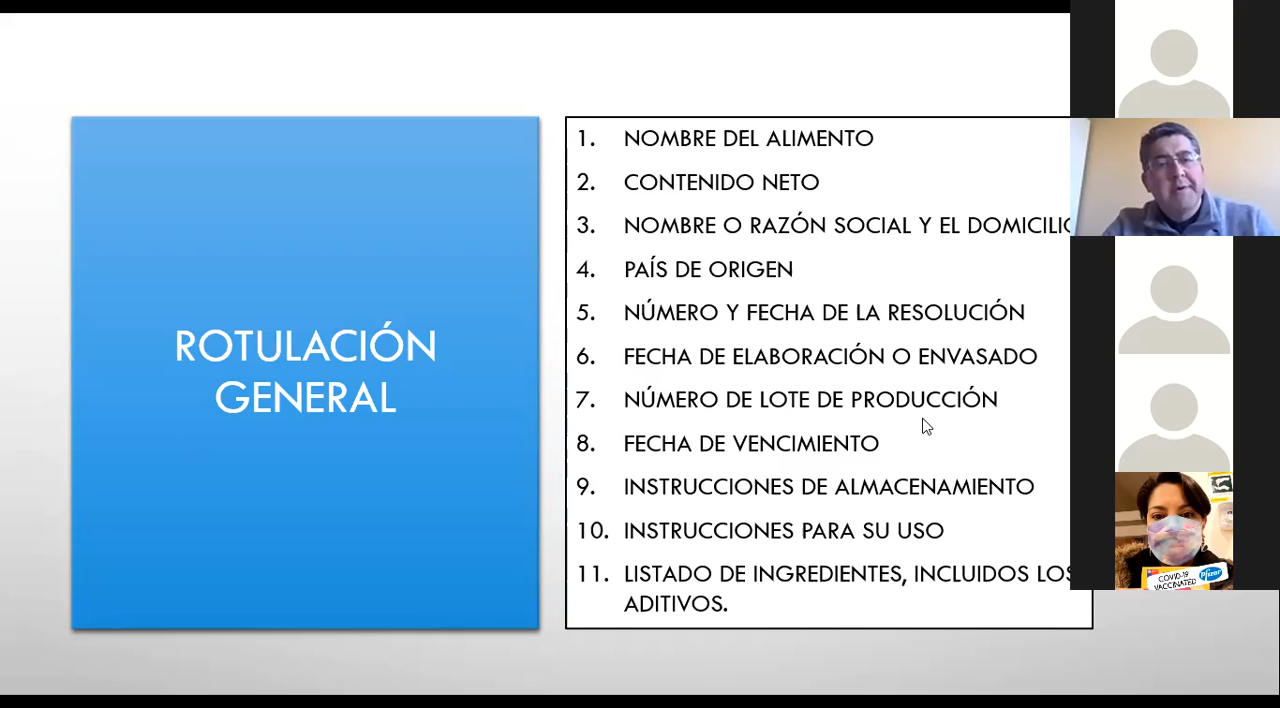 ROTULACIÓN
GENERAL
1. NOMBRE DEL ALIMENTO
2. CONTENIDO NETO
3. NOMBRE O RAZÓN SOCIAL Y EL DOMICILIO
4. PAÍS DE ORIGEN
5. NÚMERO Y FECHA DE LA RESOLUCIÓN
6. FECHA DE ELABORACIÓN O ENVASADO
7. NÚMERO DE LOTE DE PRODUCCIÓN
8. FECHA DE VENCIMIENTO
9. INSTRUCCIONES DE ALMACENAMIENTO
10. INSTRUCCIONES PARA SU USO
11. LISTADO DE INGREDIENTES, INCLUIDOS LOS
ADITIVOS.
COVID-19
VACCINATED
Pfizer